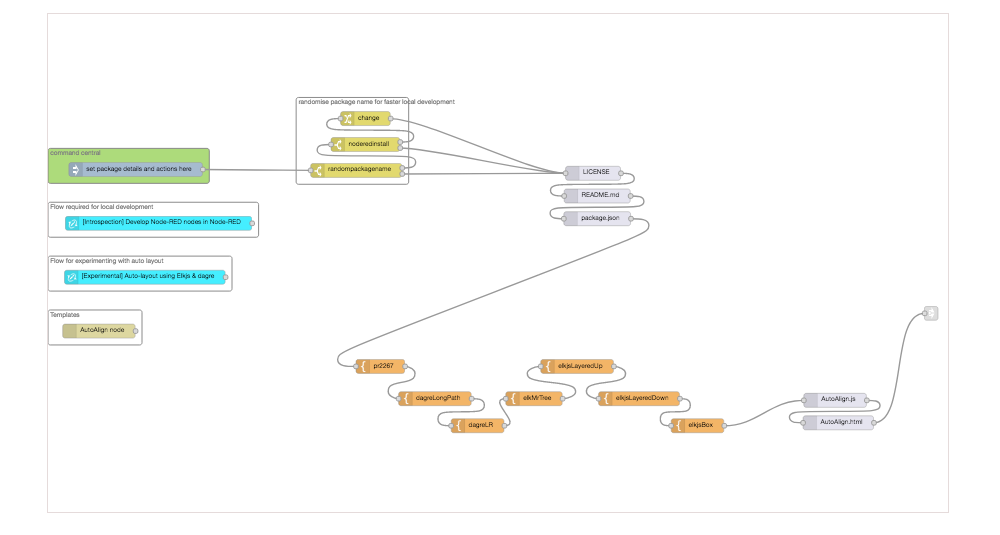 randomise package name for faster local development
change
noderedinstall
randompackagename
command central
set package details and actions here
LICENSE
README.md
package.json
Flow required for local development
[Introspection] Develop Node-RED nodes in Node-RED
Flow for experimenting with auto layout
[Experimental] Auto-layout using Elkjs & dagre
Templates
AutoAlign node
pr2267
dagreLongPath
dagreLR
elkMrTree
elkjsLayeredUp
elkjsLayeredDown
elkjsBox
AutoAlign.js
AutoAlign.html